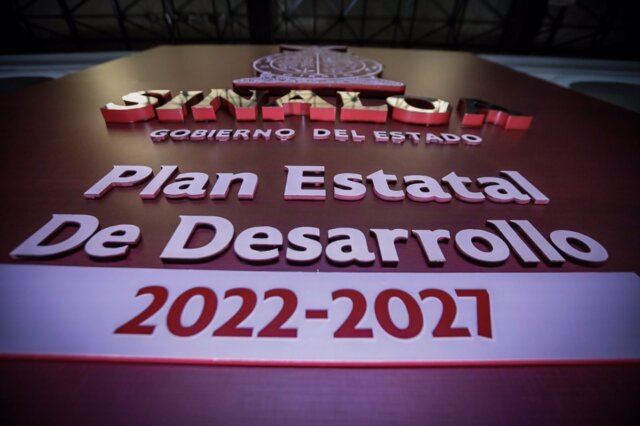 SINALOA
GOBIERNO DEL ESTADO
Plan Estatal
De Desarrollo
2022-2027